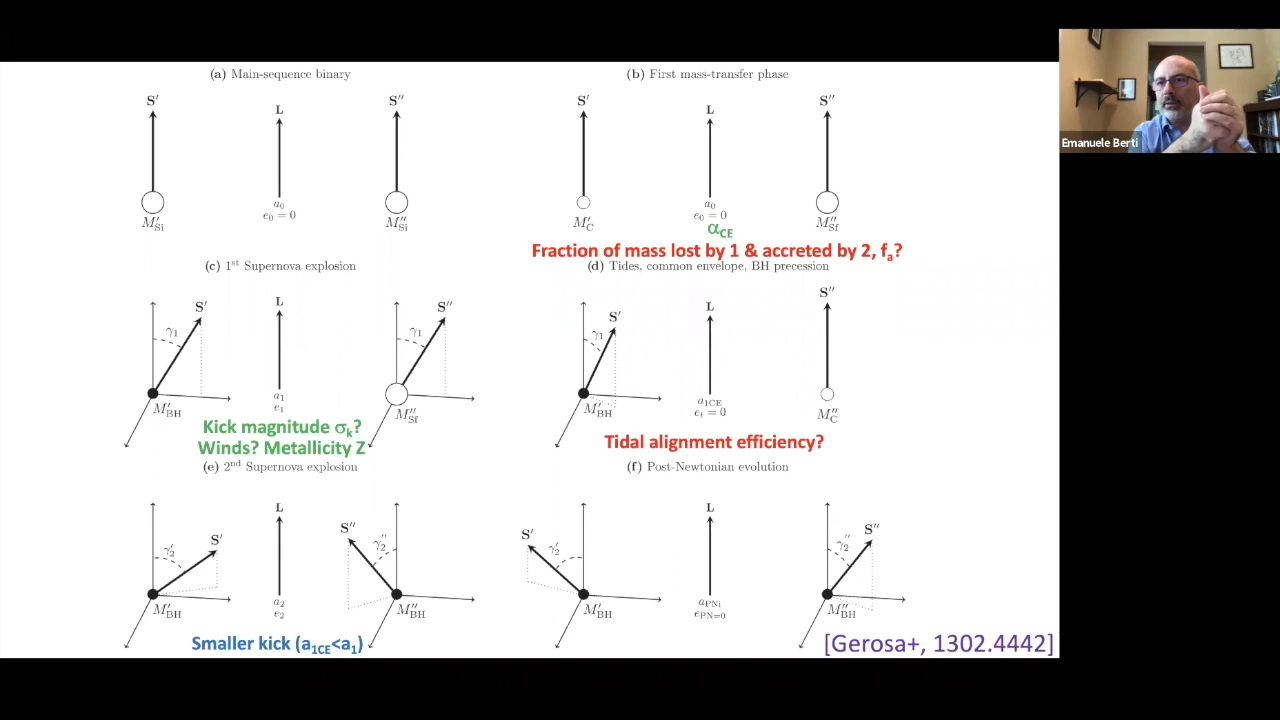 (a) Main-sequence binary
S′
L
S″
M′Si
a0
e0 = 0
M″Si
(b) First mass-transfer phase
S′
L
S″
M′C
a0
e0 = 0
M″Sf
αCE
Fraction of mass lost by 1 & accreted by 2, fa?
(c) 1st Supernova explosion
S′
γ1
L
S″
γ1
M′BH
a1
e1
M″Sf
Kick magnitude σk?
Winds? Metallicity Z
(d) Tides, common envelope, BH precession
S′
γ1
L
S″
M′BH
a1CE
et = 0
M″C
Tidal alignment efficiency?
(e) 2nd Supernova explosion
S′
γ′2
L
S″
γ″2
M′BH
a2
e2
M″BH
Smaller kick (a1CE<a1)
(f) Post-Newtonian evolution
S′
γ′2
L
S″
γ″2
M′BH
aPNi
ePN=0
M″BH
[Gerosa+, 1302.4442]
Emanuele Berti